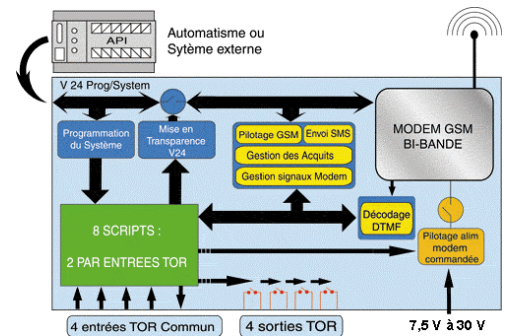 API
Automatisme ou
Sytème externe
V 24 Prog/System
Programmation
du Système
Mise en
Transparence
V24
Pilotage GSM
Envoi SMS
Gestion des Acquits
Gestion signaux Modem
MODEM GSM
BI-BANDE
8 SCRIPTS :
2 PAR ENTREES TOR
Décodage
DTMF
Pilotage alim
modem
commandée
4 entrées TOR Commun
4 sorties TOR
7,5 V à 30 V